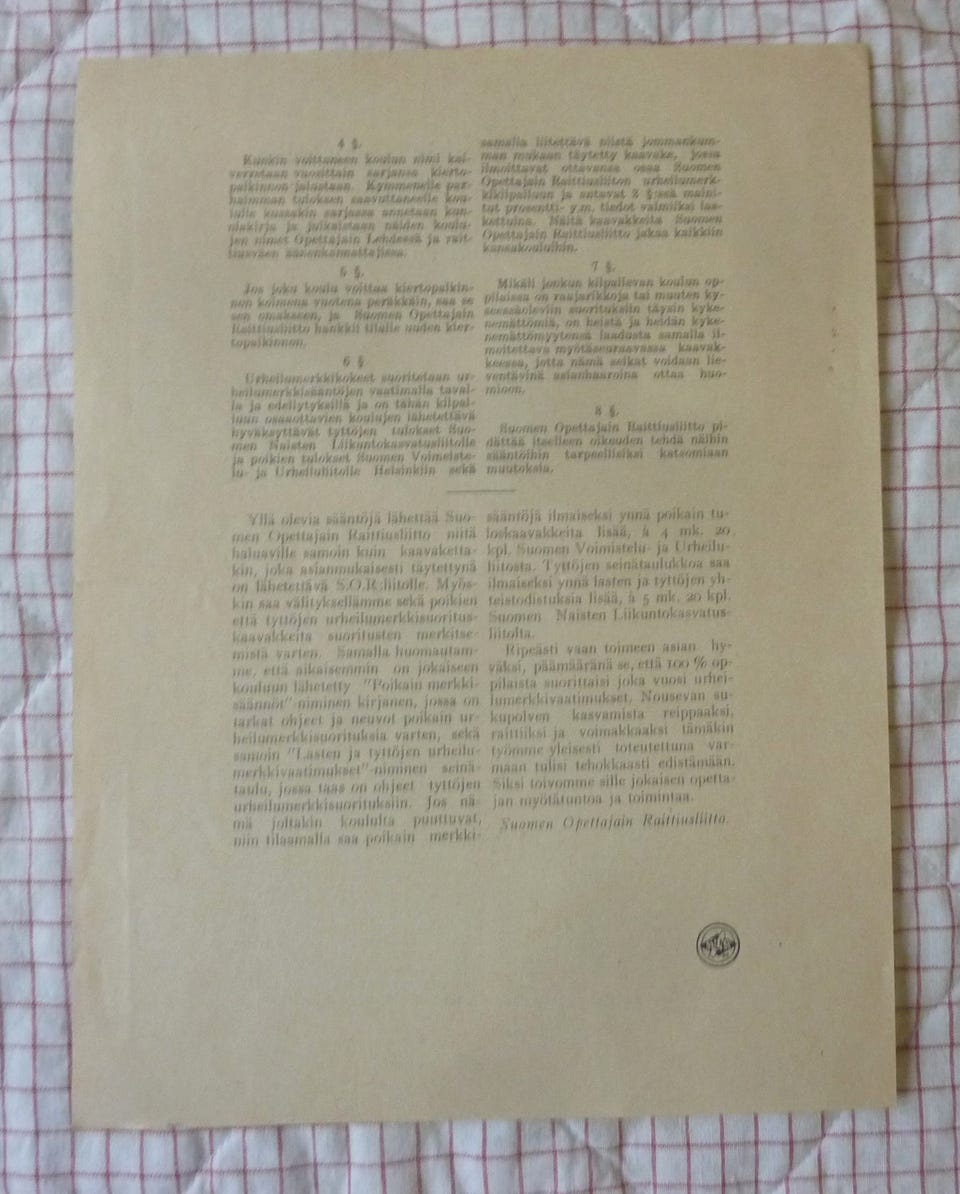 4 §.
Kunkin voittaneen koulun nimi kai-
verretaan vuosittain sarjansa kierto-
palkinnon jalustaan. Kymmenelle par-
haimman tuloksen saavuttaneelle kou-
lulle kussakin sarjassa annetaan kun-
niakirja ja julkaistaan näiden koulu-
jen nimet Opettajain Lehdessä ja rait-
tiusväen äänenkannattajissa.
5 §.
Jos joku koulu voittaa kiertopalkin-
non kolmena vuotena peräkkäin, saa se
sen omakseen, ja Suomen Opettajain
Raittiusliitto hankkii tilalle uuden kier-
topalkinnon.
6 §
Urheilumerkkikokeet suoritetaan ur-
heilumerkkisääntöjen vaatimalla taval-
la ja edellytyksillä ja on tähän kilpai-
luun osaaottavien koulujen lähetettävä
hyväksyttävät tyttöjen tulokset Suo-
men Naisten Liikuntokasvatusliitolle
ja poikien tulokset Suomen Voimiste-
lu- ja Urheiluliitolle Helsinkiin sekä
samalla liitettävä niistä jommankum-
man mukaan täytetty kaavake, jossa
ilmoittavat ottavansa osaa Suomen
Opettajain Raittiusliiton urheilumerk-
kikilpailuun ja antavat 2 §:ssä maini-
tut prosentti- y.m. tiedot valmiiksi las-
kettuina. Näitä kaavakkeita Suomen
Opettajain Raittiusliitto jakaa kaikkiin
kansakouluihin.
7 §.
Mikäli jonkun kilpailevan koulun op-
pilaissa on raajarikkoja tai muuten ky-
seessäoleviin suorituksiin täysin kyke-
nemättömiä, on heistä ja heidän kyke-
nemättömyytensä laadusta samalla il-
moitettava myötäseuraavassa kaavak-
keessa, jotta nämä seikat voidaan lie-
ventävinä asianhaaroina ottaa huo-
mioon.
8 §.
Suomen Opettajain Raittiusliitto pi-
dättää itselleen oikeuden tehdä näihin
sääntöihin tarpeellisiksi katsomiaan
muutoksia.
Yllä olevia sääntöjä lähettää Suo-
men Opettajain Raittiusliitto niitä
haluaville samoin kuin kaavaketta-
kin, joka asianmukaisesti täytettynä
on lähetettävä S.O.R:liitolle. Myös-
kin saa välityksellämme sekä poikien
että tyttöjen urheilumerkkisuoritus-
kaavakkeita suoritusten merkitse-
mistä varten. Samalla huomautam-
me, että aikaisemmin on jokaiseen
kouluun lähetetty "Poikain merkki-
säännöt"-niminen kirjanen, jossa on
tarkat ohjeet ja neuvot poikain ur-
heilumerkkisuorituksia varten, sekä
samoin "Lasten ja tyttöjen urheilu-
merkkivaatimukset"-niminen seinä-
taulu, jossa taas on ohjeet tyttöjen
urheilumerkkisuorituksiin. Jos nä-
mä joltakin koululta puuttuvat,
niin tilaamalla saa poikain merkki-
sääntöjä ilmaiseksi ynnä poikain tu-
loskaavakkeita lisää, à 4 mk. 20
kpl. Suomen Voimistelu- ja Urheilu-
liitosta. Tyttöjen seinätaulukkoa saa
ilmaiseksi ynnä lasten ja tyttöjen yh-
teistodistuksia lisää, à 5 mk. 20 kpl.
Suomen Naisten Liikuntokasvatus-
liitolta.
Ripeästi vaan toimeen asian hy-
väksi, päämääränä se, että 100 % op-
pilaista suorittaisi joka vuosi urhei-
lumerkkivaatimukset. Nousevan su-
kupolven kasvamista reippaaksi,
raittiiksi ja voimakkaaksi tämäkin
työmme yleisesti toteutettuna var-
maan tulisi tehokkaasti edistämään.
Siksi toivomme sille jokaisen opetta-
jan myötätuntoa ja toimintaa.
Suomen Opettajain Raittiusliitto.